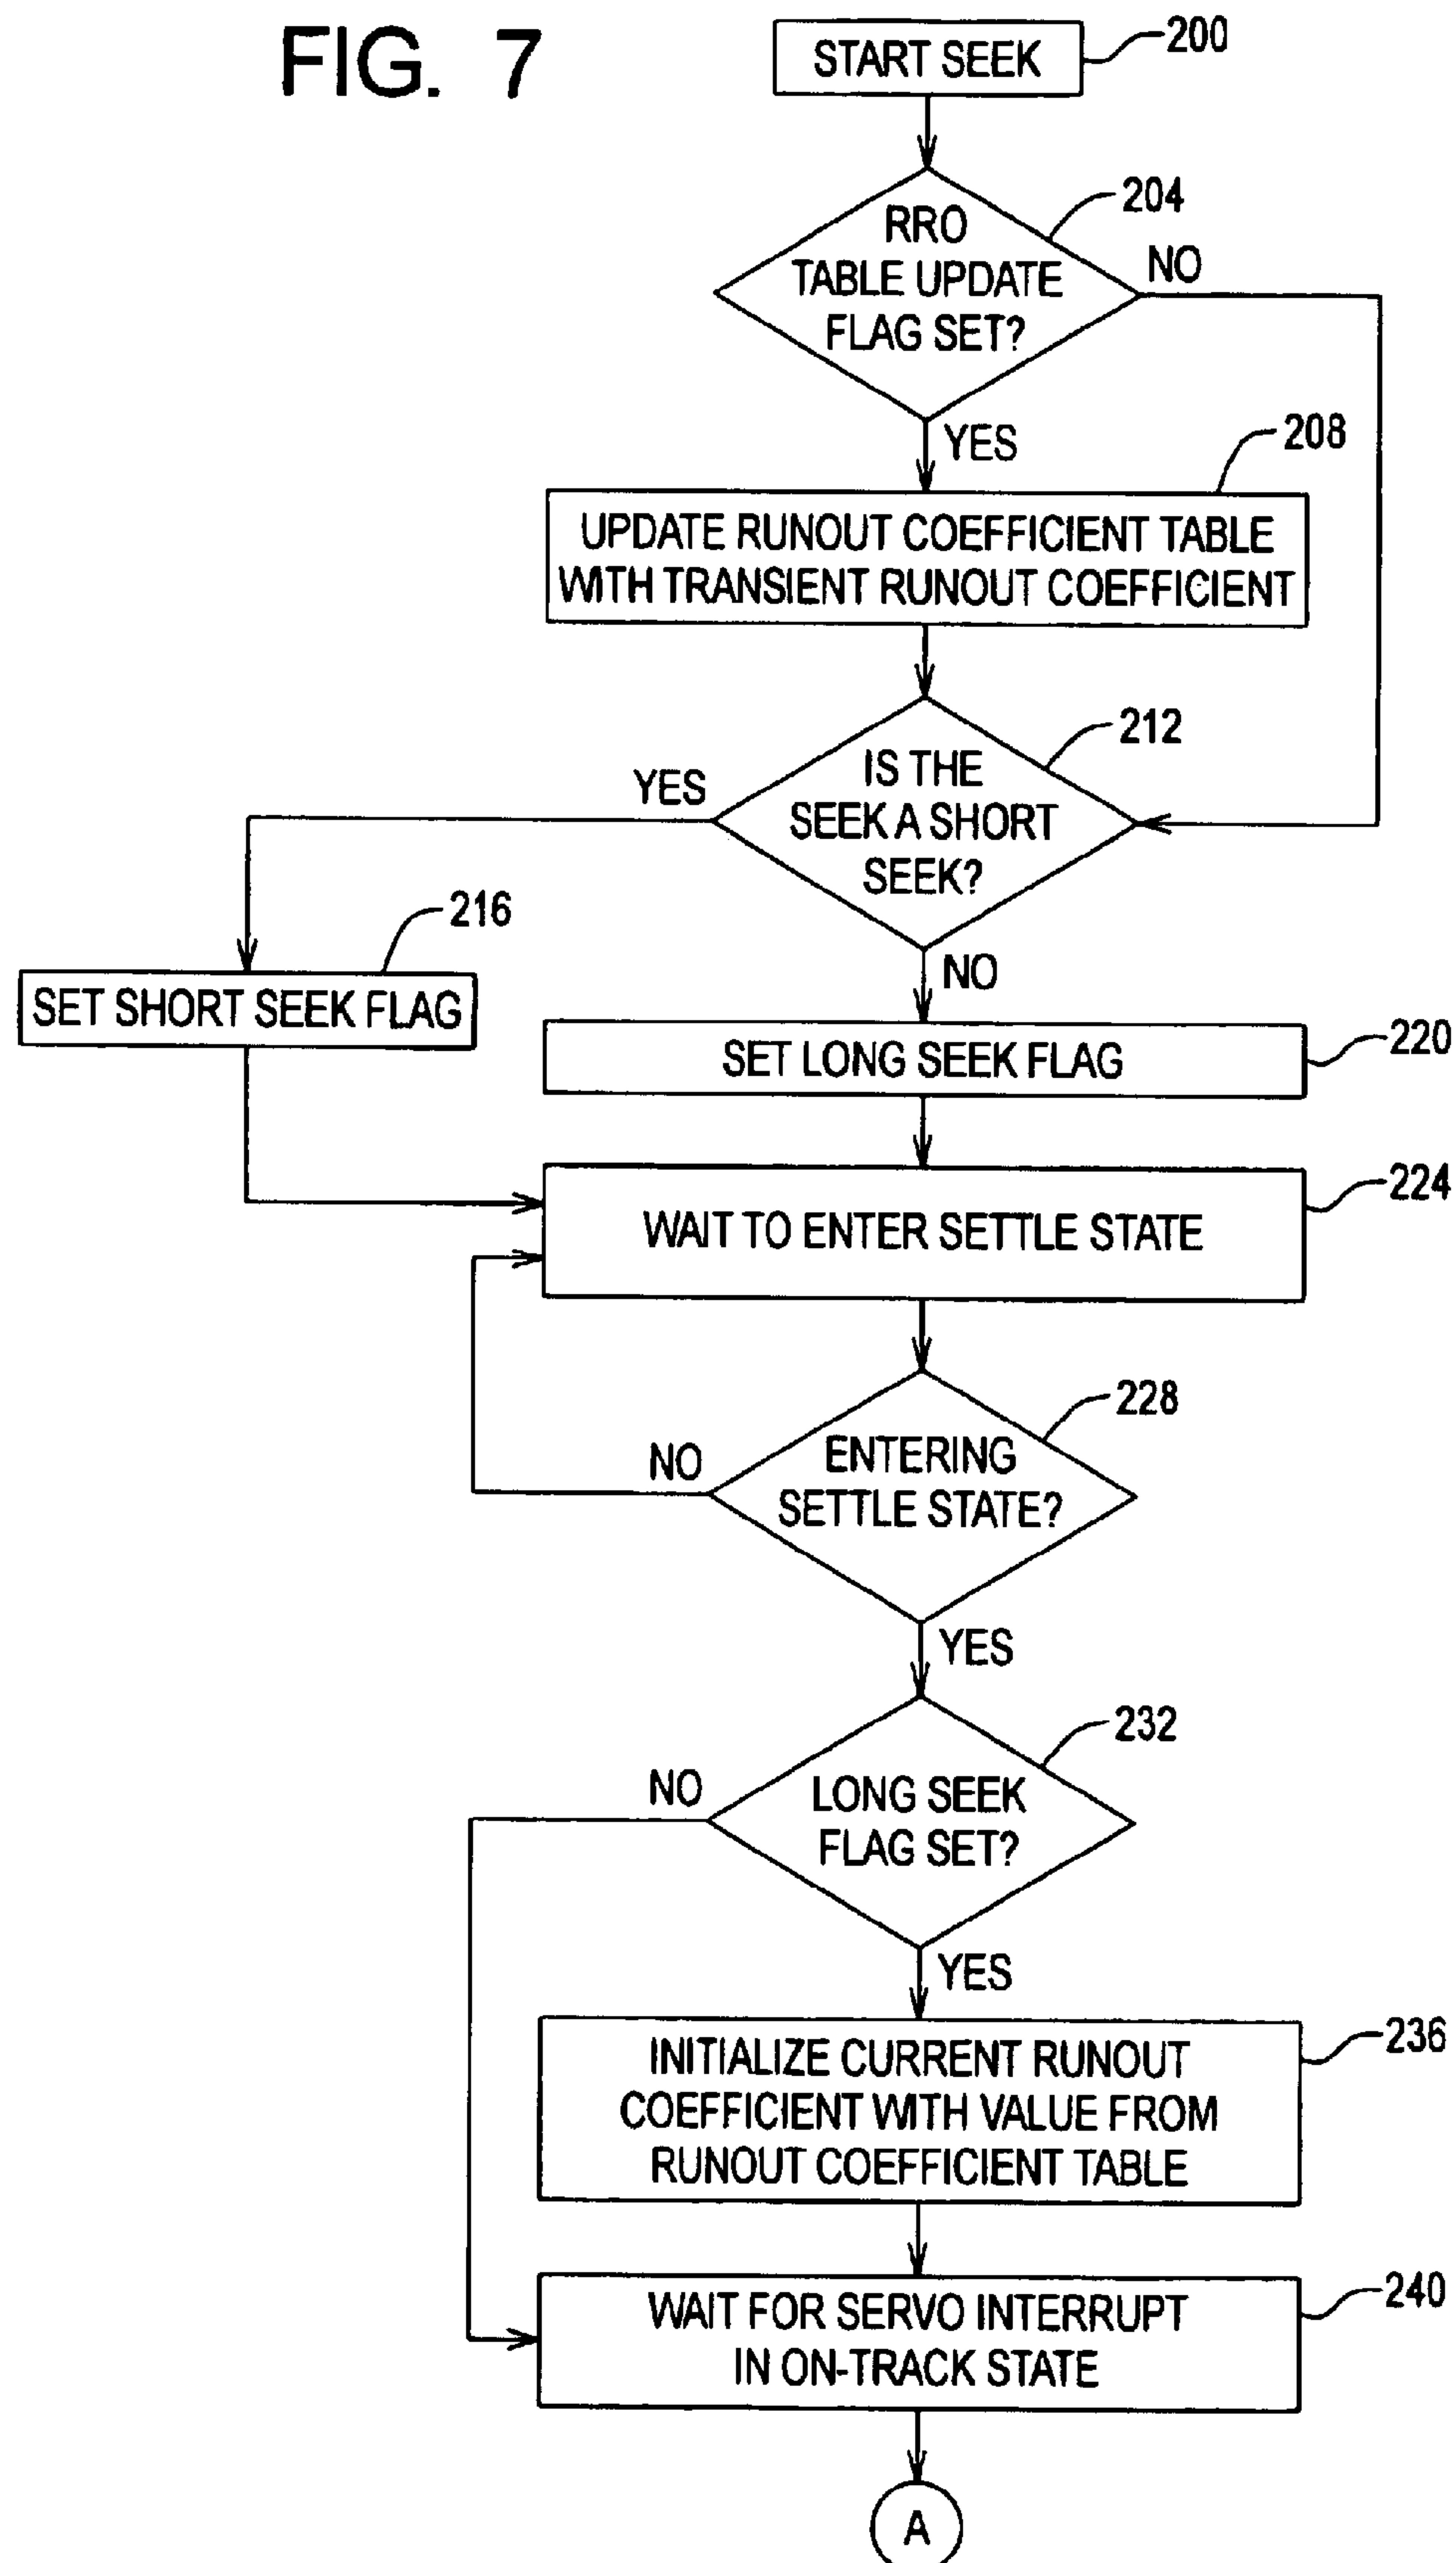 FIG. 7
START SEEK
200
RRO
TABLE UPDATE
FLAG SET?
204
NO
YES
208
UPDATE RUNOUT COEFFICIENT TABLE
WITH TRANSIENT RUNOUT COEFFICIENT
212
IS THE
SEEK A SHORT
SEEK?
YES
NO
216
SET SHORT SEEK FLAG
SET LONG SEEK FLAG
220
WAIT TO ENTER SETTLE STATE
224
228
ENTERING
SETTLE STATE?
NO
YES
232
LONG SEEK
FLAG SET?
NO
YES
INITIALIZE CURRENT RUNOUT
COEFFICIENT WITH VALUE FROM
RUNOUT COEFFICIENT TABLE
236
WAIT FOR SERVO INTERRUPT
IN ON-TRACK STATE
240
A